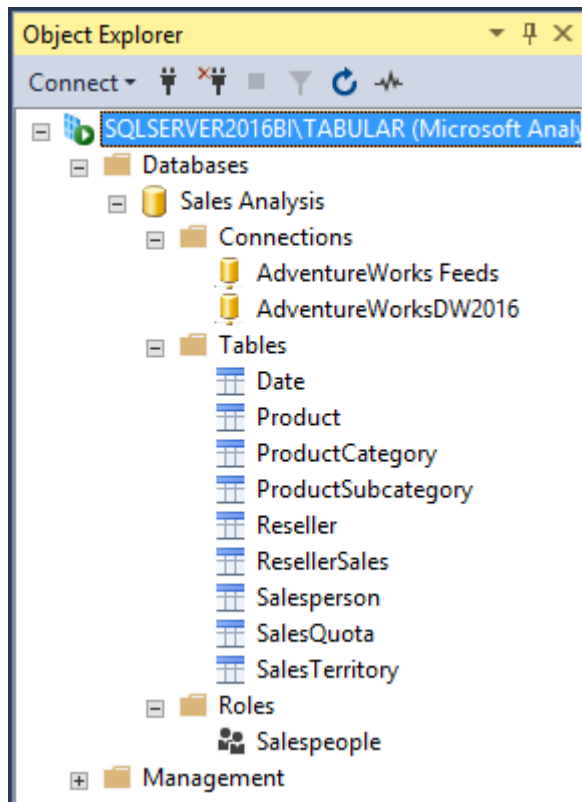 Object Explorer
Connect
SQLSERVER2016BI\TABULAR (Microsoft Analy
Databases
Sales Analysis
Connections
AdventureWorks Feeds
AdventureWorksDW2016
Tables
Date
Product
ProductCategory
ProductSubcategory
Reseller
ResellerSales
Salesperson
SalesQuota
SalesTerritory
Roles
Salespeople
Management